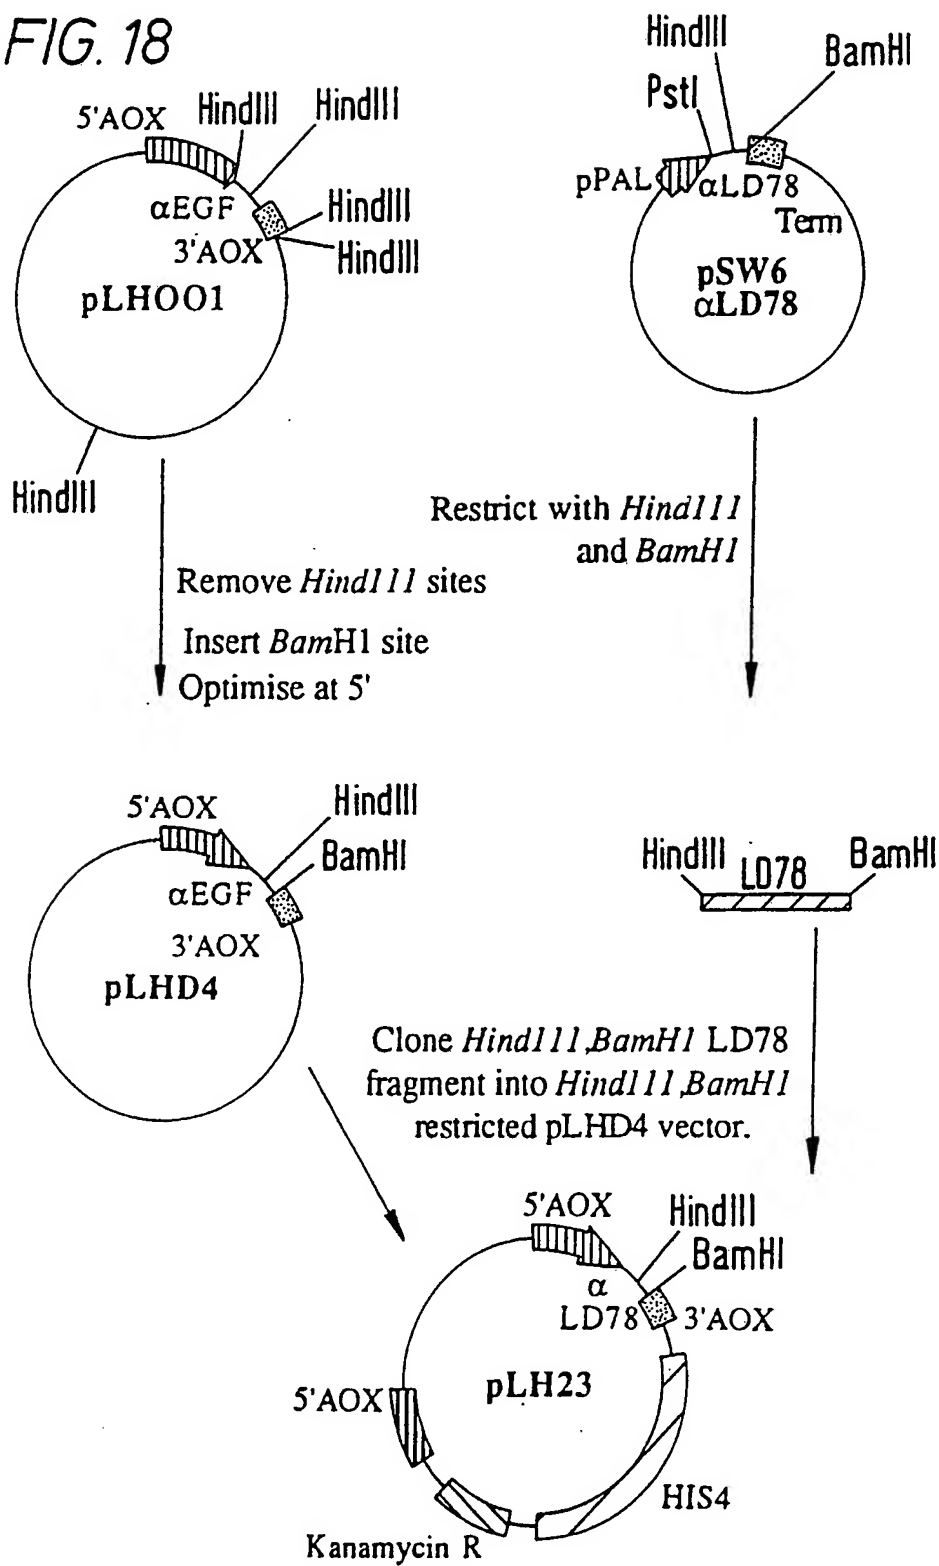 FIG. 18
5'AOX
HindIII
HindIII
αEGF
HindIII
3'AOX
HindIII
pLHOO1
HindIII
HindIII
BamHI
PstI
pPAL
αLD78
Term
pSW6
αLD78
Remove Hind111 sites
Insert BamH1 site
Optimise at 5'
Restrict with Hind111
and BamH1
5'AOX
HindIII
BamHI
αEGF
3'AOX
pLHD4
HindIII
LD78
BamHI
Clone Hind111,BamH1 LD78
fragment into Hind111,BamH1
restricted pLHD4 vector.
5'AOX
HindIII
BamHI
α
LD78
3'AOX
pLH23
5'AOX
HIS4
Kanamycin R